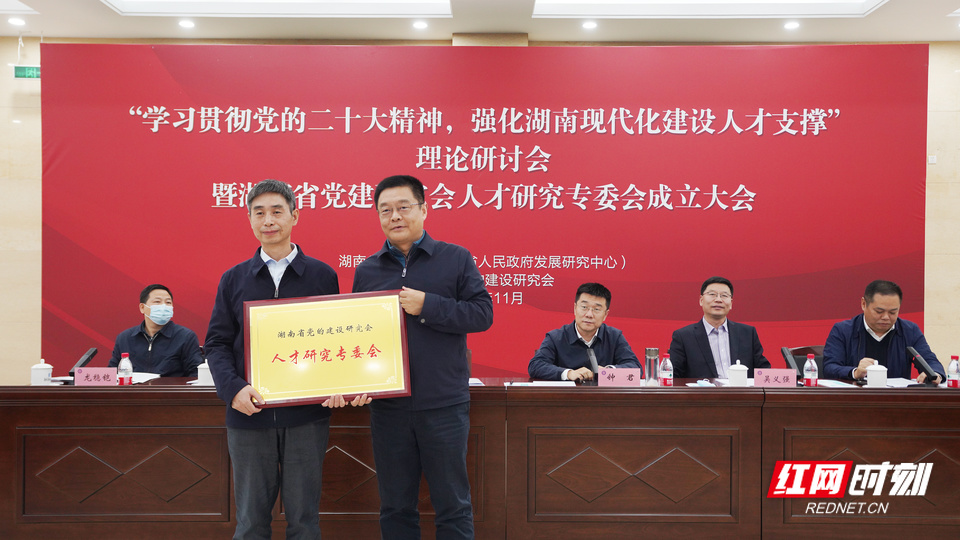 “学习贯彻党的二十大精神，强化湖南现代化建设人才支撑”
理论研讨会
暨湖 省党建 会人才研究专委会成立大会
湖南 省人民政府发展研究中心）
建设研究会
11月
湖南省党的建设研究会
人才研究专委会
龙稳铳
钟 君
吴义强
红网时刻
REDNET.CN